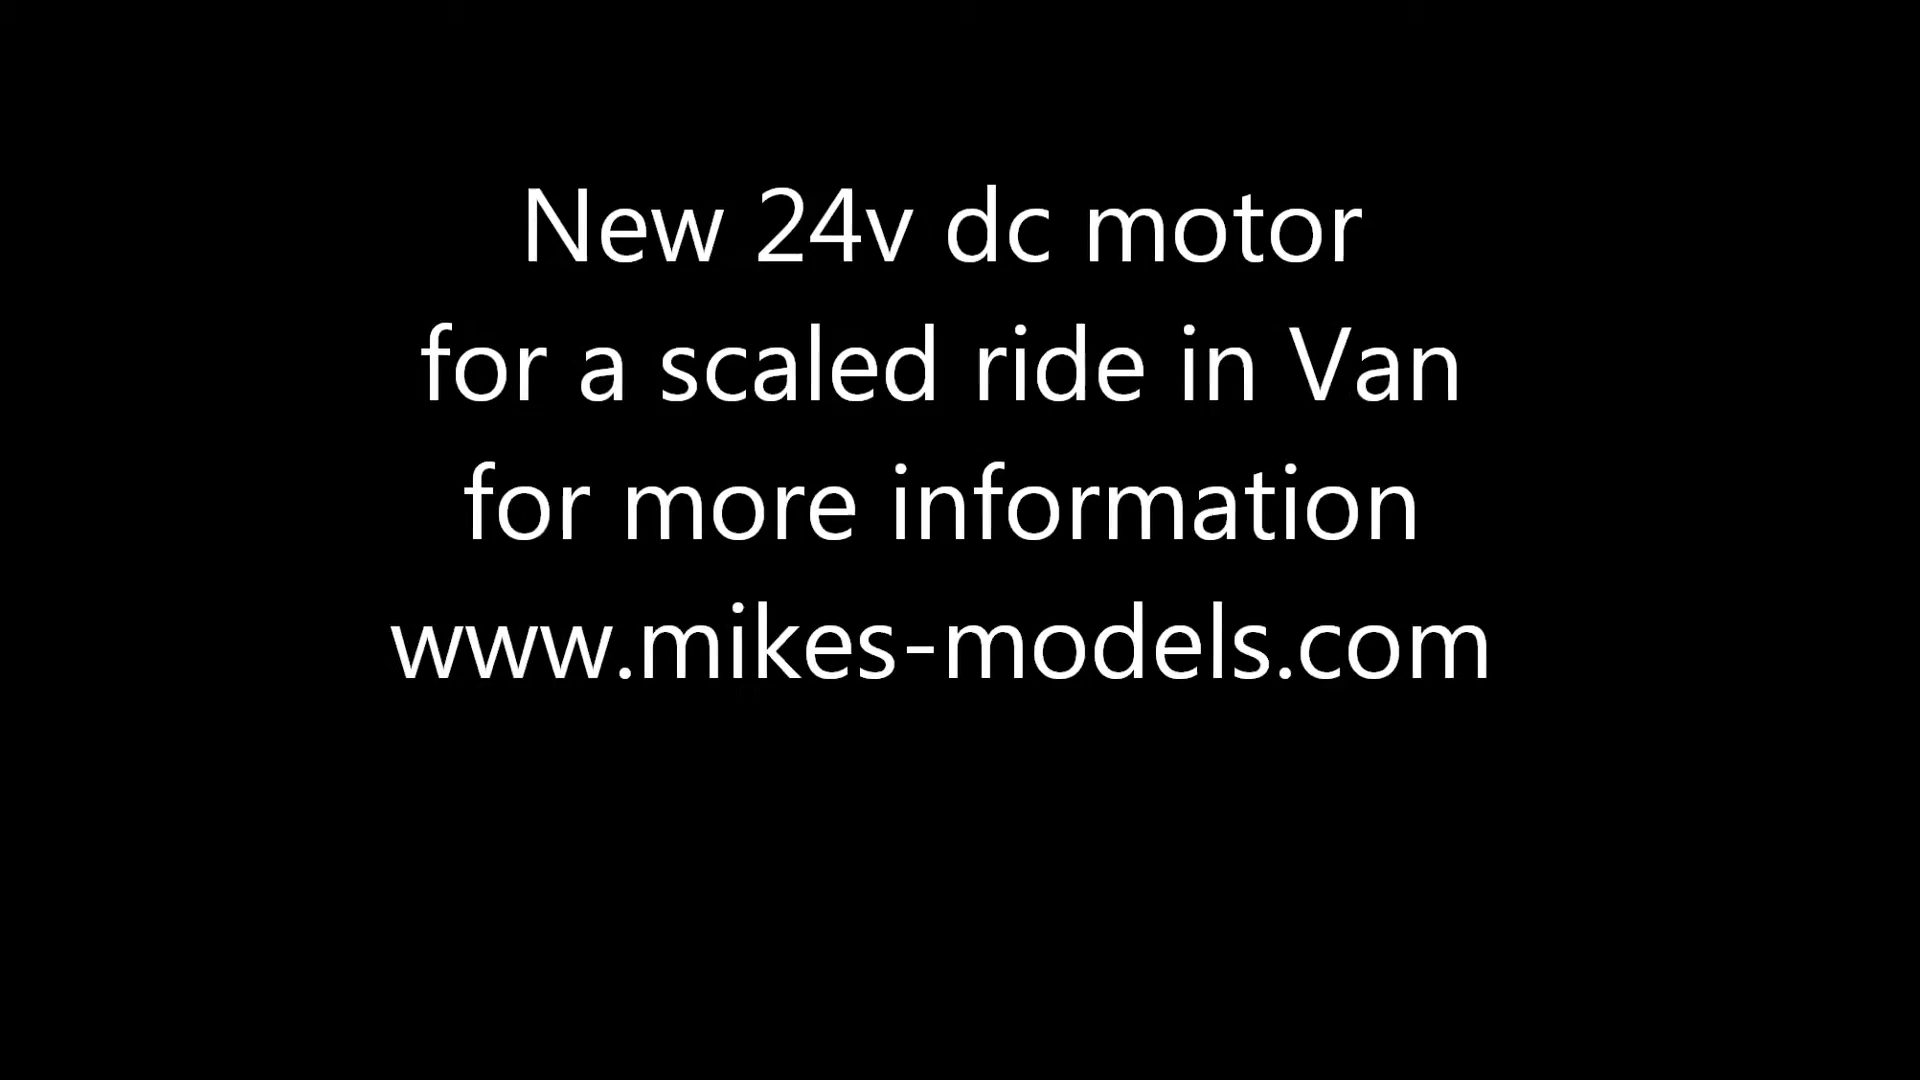 New 24v dc motor
for a scaled ride in Van
for more information
www.mikes-models.com